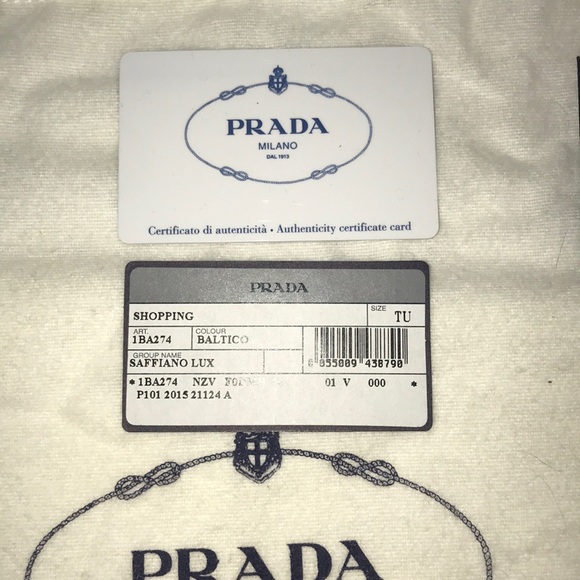 PRADA
MILANO
DAL 1913
Certificato di autenticità • Authenticity certificate card
PRADA
SHOPPING
SIZE
TU
ART.
1BA274
COLOUR
BALTICO
GROUP NAME
SAFFIANO LUX
8 055009 438790
* 1BA274 NZV 01 V 000 *
P101 2015 21124 A
PRADA